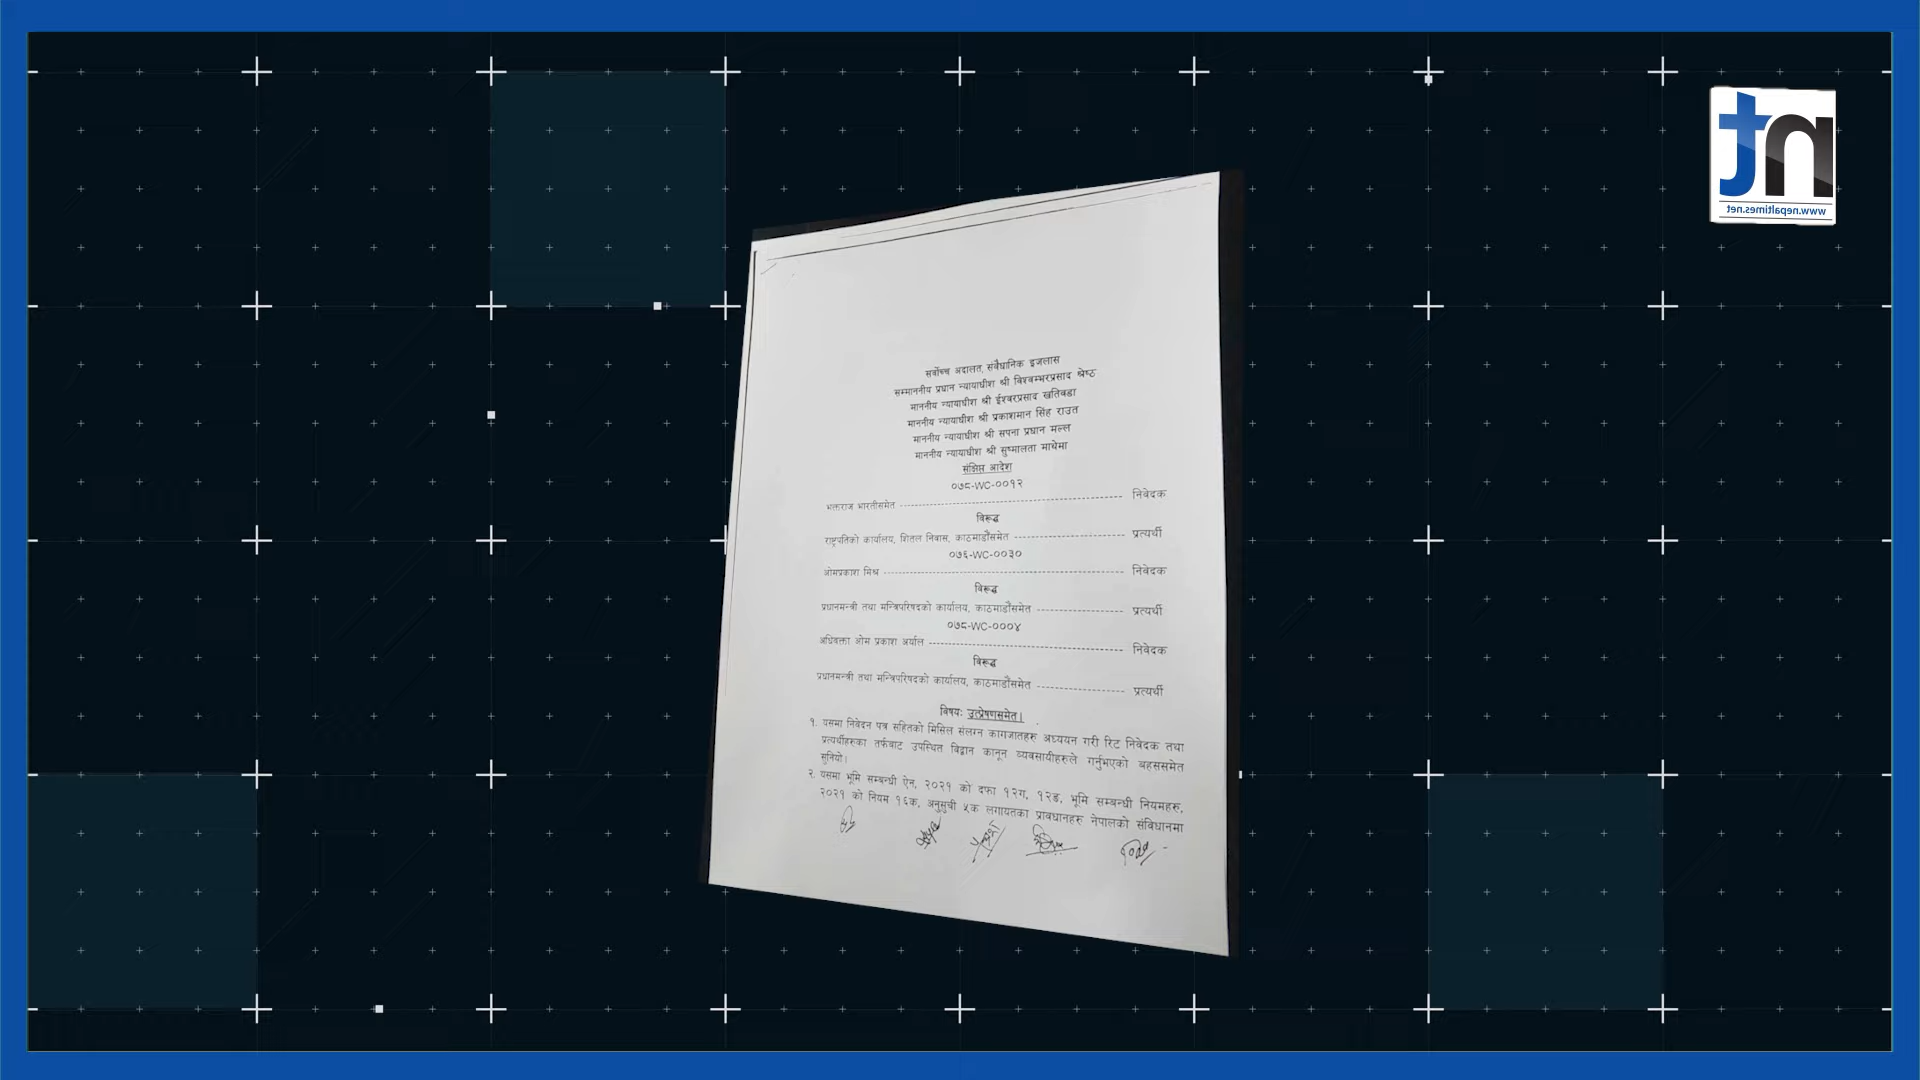 सर्वोच्च अदालत, संवैधानिक इजलास
सम्माननीय प्रधान न्यायाधीश श्री विश्वम्भरप्रसाद श्रेष्ठ
माननीय न्यायाधीश श्री ईश्वरप्रसाद खतिवडा
माननीय न्यायाधीश श्री प्रकाशमान सिंह राउत
माननीय न्यायाधीश श्री सपना प्रधान मल्ल
माननीय न्यायाधीश श्री सुष्मालता माथेमा
संक्षिप्त आदेश
०७८-WC-००१२
भक्तराज भारतीसमेत ---------- निवेदक
विरूद्ध
राष्ट्रपतिको कार्यालय, शितल निवास, काठमाडौंसमेत ---------- प्रत्यर्थी
०७६-WC-००३०
ओमप्रकाश मिश्र ---------- निवेदक
विरूद्ध
प्रधानमन्त्री तथा मन्त्रिपरिषदको कार्यालय, काठमाडौंसमेत ---------- प्रत्यर्थी
०७८-WC-०००४
अधिवक्ता ओम प्रकाश अर्याल ---------- निवेदक
विरूद्ध
प्रधानमन्त्री तथा मन्त्रिपरिषदको कार्यालय, काठमाडौंसमेत ---------- प्रत्यर्थी
विषयः उत्प्रेषणसमेत।
१. यसमा निवेदन पत्र सहितको मिसिल संलग्न कागजातहरु अध्ययन गरी रिट निवेदक तथा
प्रत्यर्थीहरुका तर्फबाट उपस्थित विद्वान कानून व्यवसायीहरुले गर्नुभएको बहससमेत
सुनियो।
२. यसमा भूमि सम्बन्धी ऐन, २०२१ को दफा १२ग, १२ङ, भूमि सम्बन्धी नियमहरु,
२०२१ को नियम १६क, अनुसुची ५क लगायतका प्रावधानहरु नेपालको संविधानमा
nt
www.nepaltimes.net